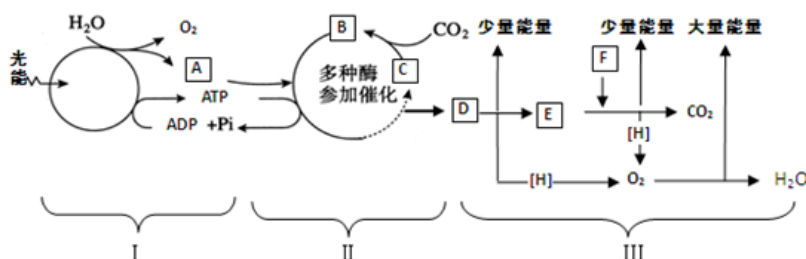 光能
H₂O
O₂
A
ATP
ADP +Pi
B
CO₂
C
多种酶
参加催化
D
少量能量
E
F
少量能量
大量能量
CO₂
[H]
[H]
O₂
H₂O
I
II
III